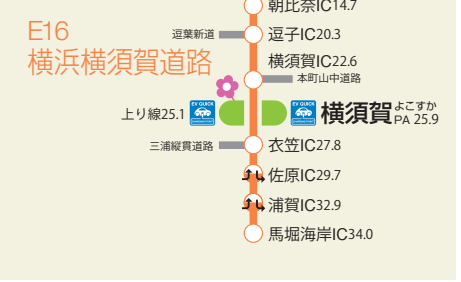 朝比奈IC14.7
E16
横浜横須賀道路
逗葉新道
逗子IC20.3
横須賀IC22.6
本町山中道路
上り線25.1
EV QUICK
EV QUICK
横須賀 よこすか PA 25.9
三浦縦貫道路
衣笠IC27.8
佐原IC29.7
浦賀IC32.9
馬堀海岸IC34.0